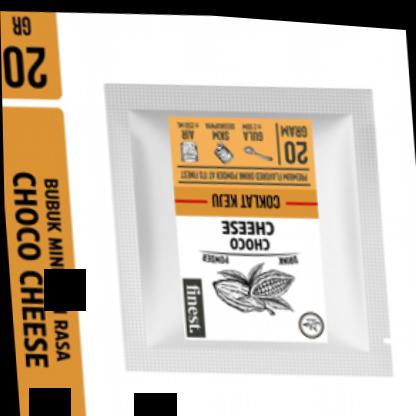 20
GR
BUBUK MIN
RASA
CHOCO CHEESE
finest.
DRINK
POWDER
CHOCO
CHEESE
COKLAT KEJU
PREMIUM FLAVORED DRINK POWDER AT ITS FINEST
20
GRAM
GULA
SKM
AIR